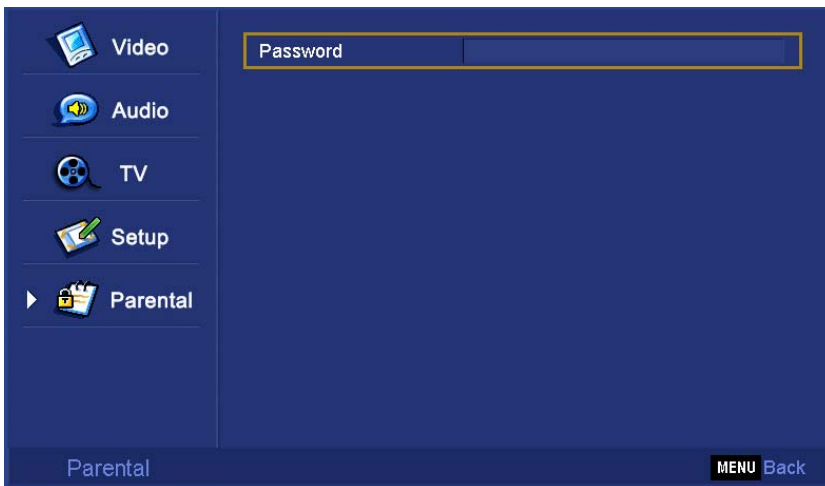 Video
Password
Audio
TV
Setup
Parental
Parental
MENU Back